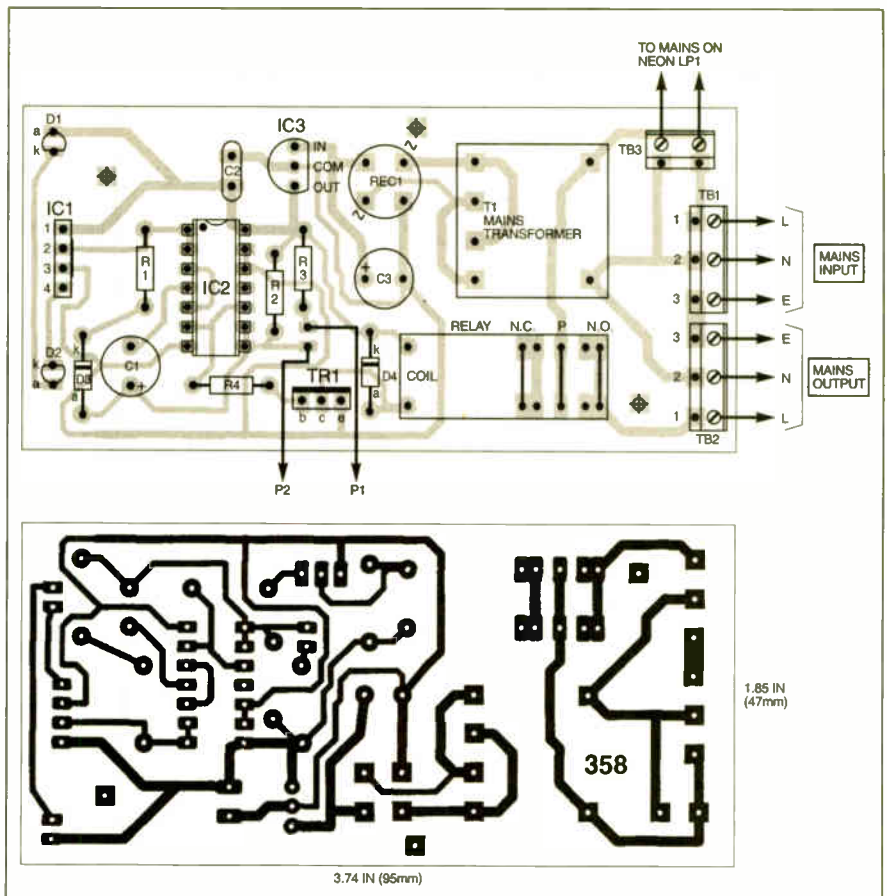 TO MAINS ON
NEON LP1
D1
a
k
IC3
IN
COM
OUT
C2
REC1
T1
MAINS
TRANSFORMER
TB3
TB1
IC1
1
2
3
4
R
1
IC2
R
2
R
3
C3
+
1
L
2
N
3
E
MAINS
INPUT
RELAY
N.C.
P
N.O.
COIL
3
E
2
N
1
L
MAINS
OUTPUT
TB2
D2
k
a
k
D3
a
C1
+
R4
TR1
b
c
e
k
D4
a
P2
P1
358
1.85 IN
(47mm)
3.74 IN (95mm)